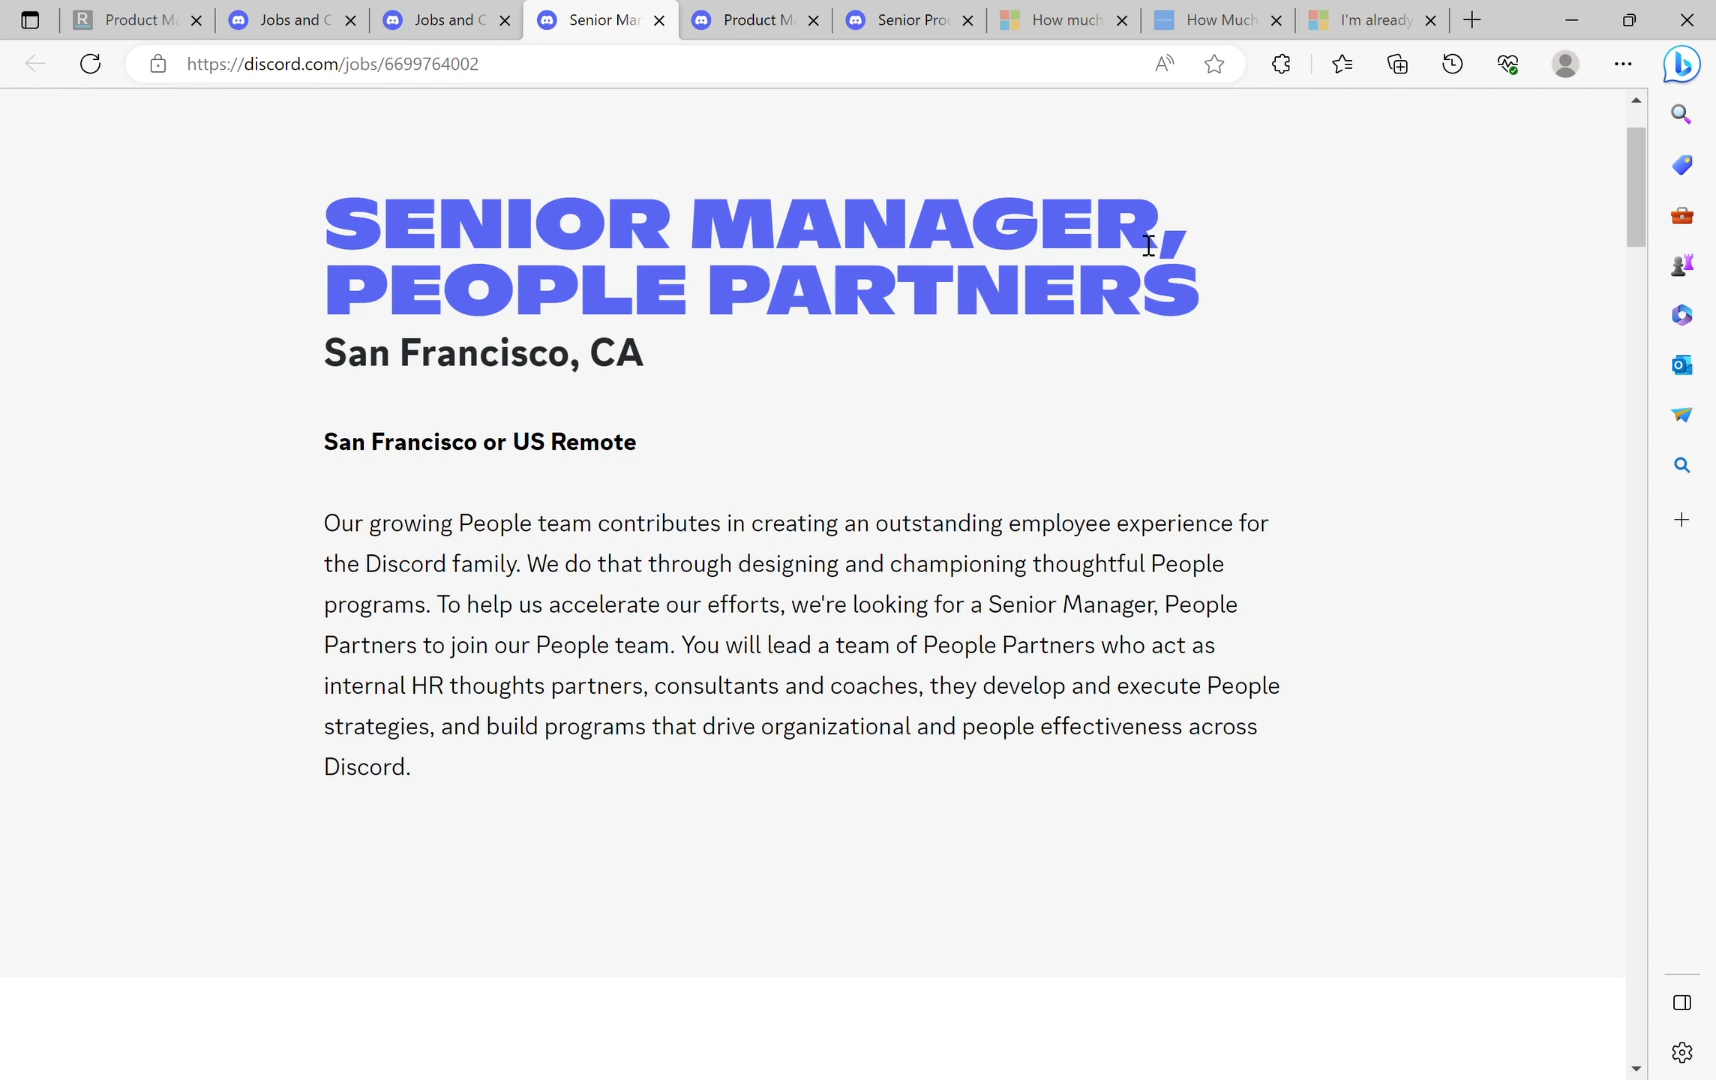 Product Ma
Jobs and C
Jobs and C
Senior Man
Product Ma
Senior Proc
How much
How Much
I'm already
https://discord.com/jobs/6699764002
SENIOR MANAGER,
PEOPLE PARTNERS
San Francisco, CA
San Francisco or US Remote
Our growing People team contributes in creating an outstanding employee experience for
the Discord family. We do that through designing and championing thoughtful People
programs. To help us accelerate our efforts, we're looking for a Senior Manager, People
Partners to join our People team. You will lead a team of People Partners who act as
internal HR thoughts partners, consultants and coaches, they develop and execute People
strategies, and build programs that drive organizational and people effectiveness across
Discord.